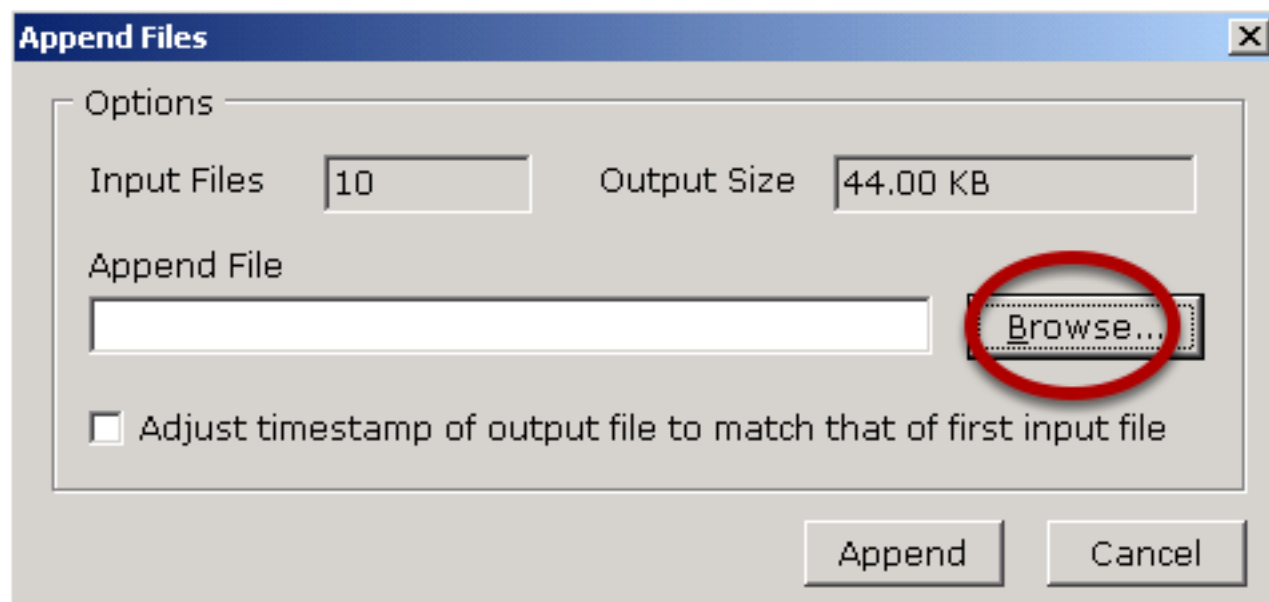 Append Files
Options
Input Files 10 Output Size 44.00 KB
Append File
Browse...
Adjust timestamp of output file to match that of first input file
Append Cancel